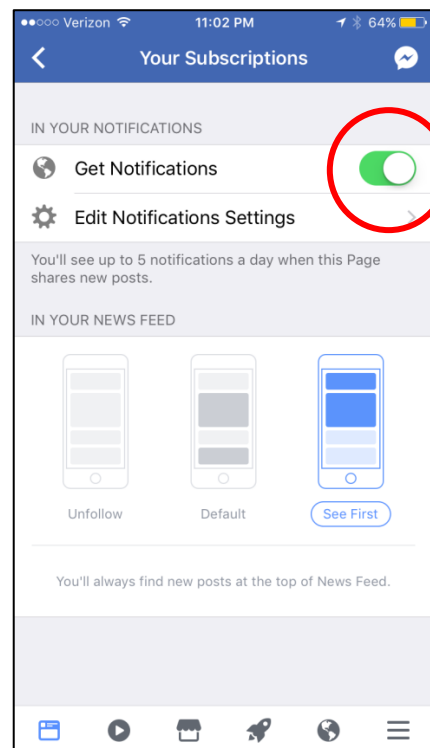 Verizon 11:02 PM 64%
Your Subscriptions
IN YOUR NOTIFICATIONS
Get Notifications
Edit Notifications Settings
You'll see up to 5 notifications a day when this Page
shares new posts.
IN YOUR NEWS FEED
Unfollow Default See First
You'll always find new posts at the top of News Feed.